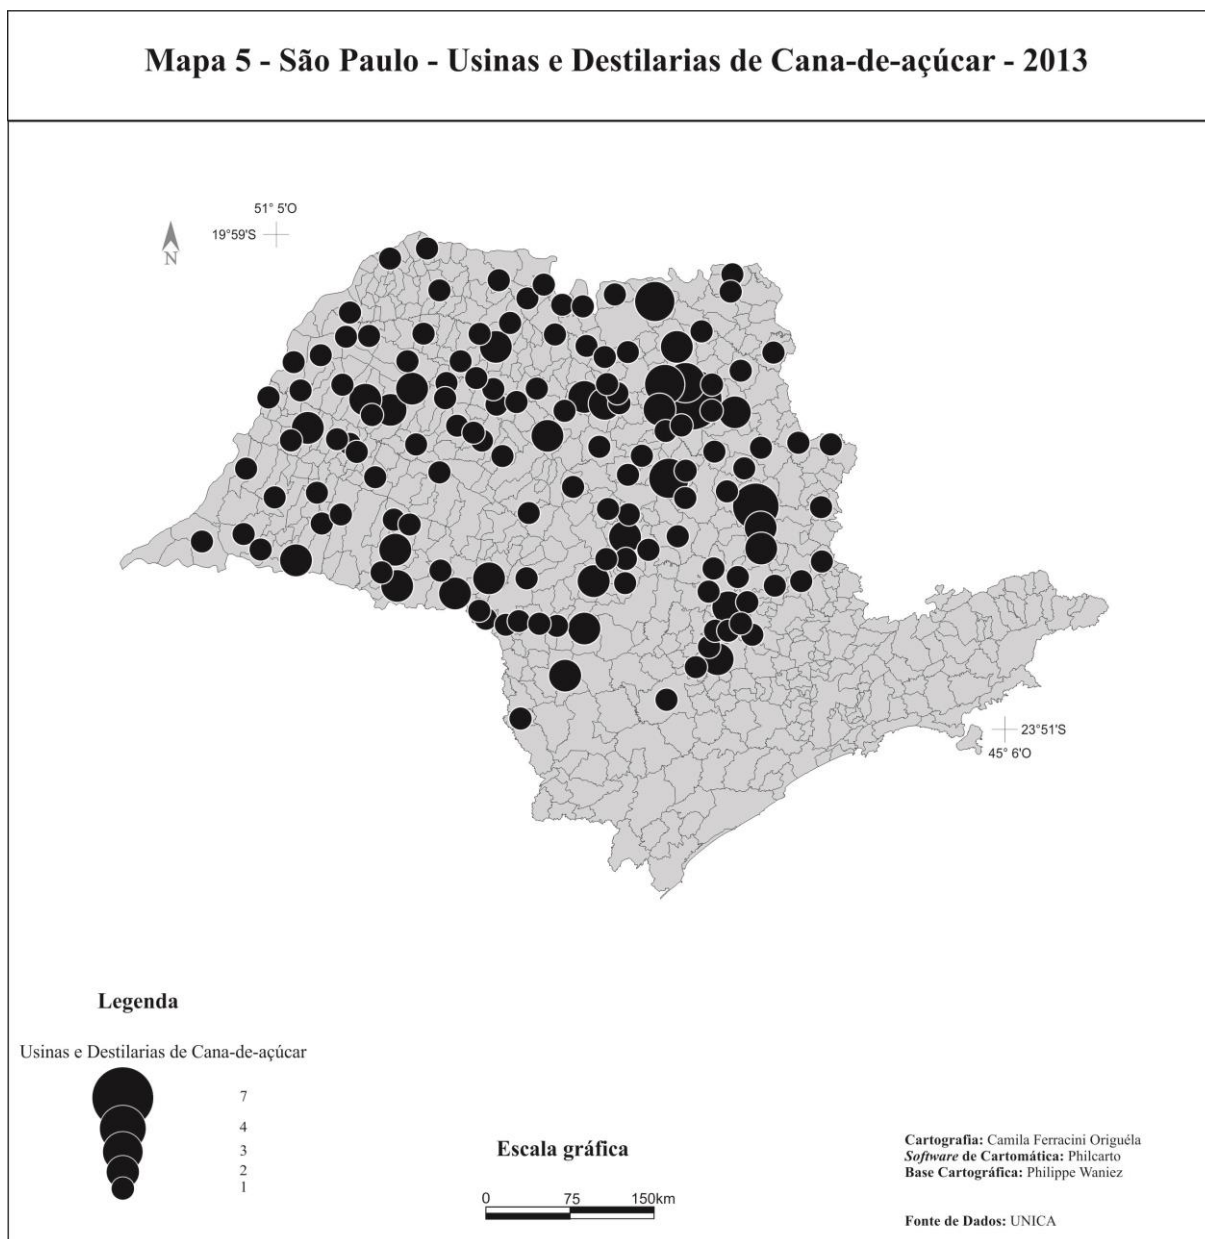 Mapa 5 - São Paulo - Usinas e Destilarias de Cana-de-açúcar - 2013
51° 5'O
19°59'S
N
23°51'S
45° 6'O
Legenda
Usinas e Destilarias de Cana-de-açúcar
7
4
3
2
1
Escala gráfica
0 75 150km
Cartografia: Camila Ferracini Origuéla
Software de Cartomática: Philcarto
Base Cartográfica: Philippe Waniez
Fonte de Dados: UNICA